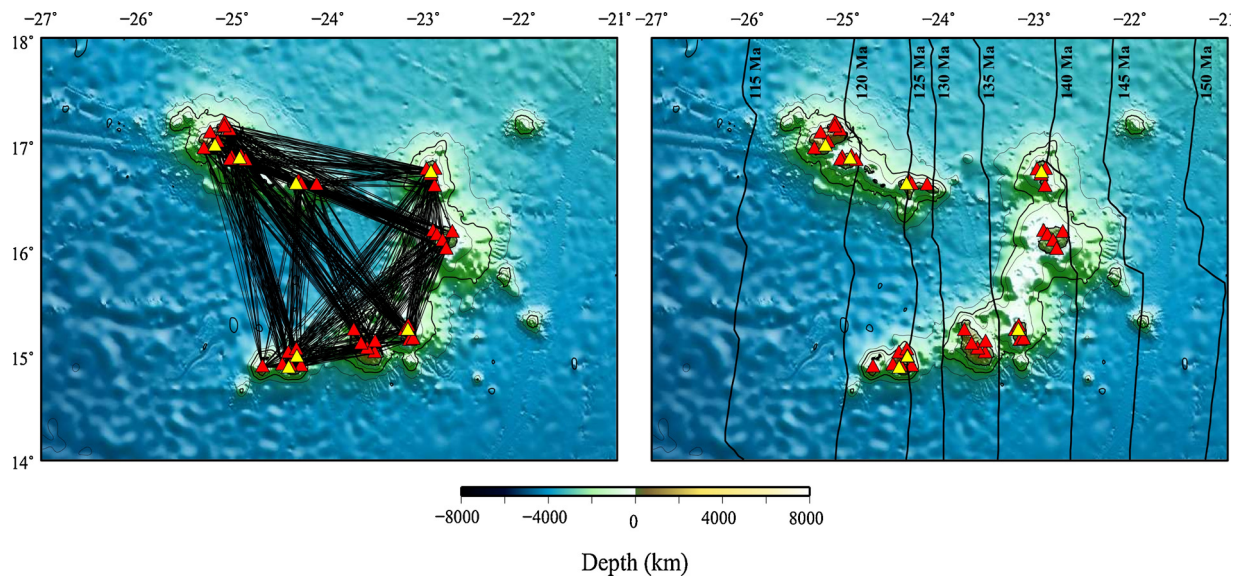 −27 −26 −25 −24 −23 −22 −21 −27 −26 −25 −24 −23 −22 −21
18˚
17˚
16˚
15˚
14˚
115 Ma
120 Ma
125 Ma
130 Ma
135 Ma
140 Ma
145 Ma
150 Ma
−8000 −4000 0 4000 8000
Depth (km)